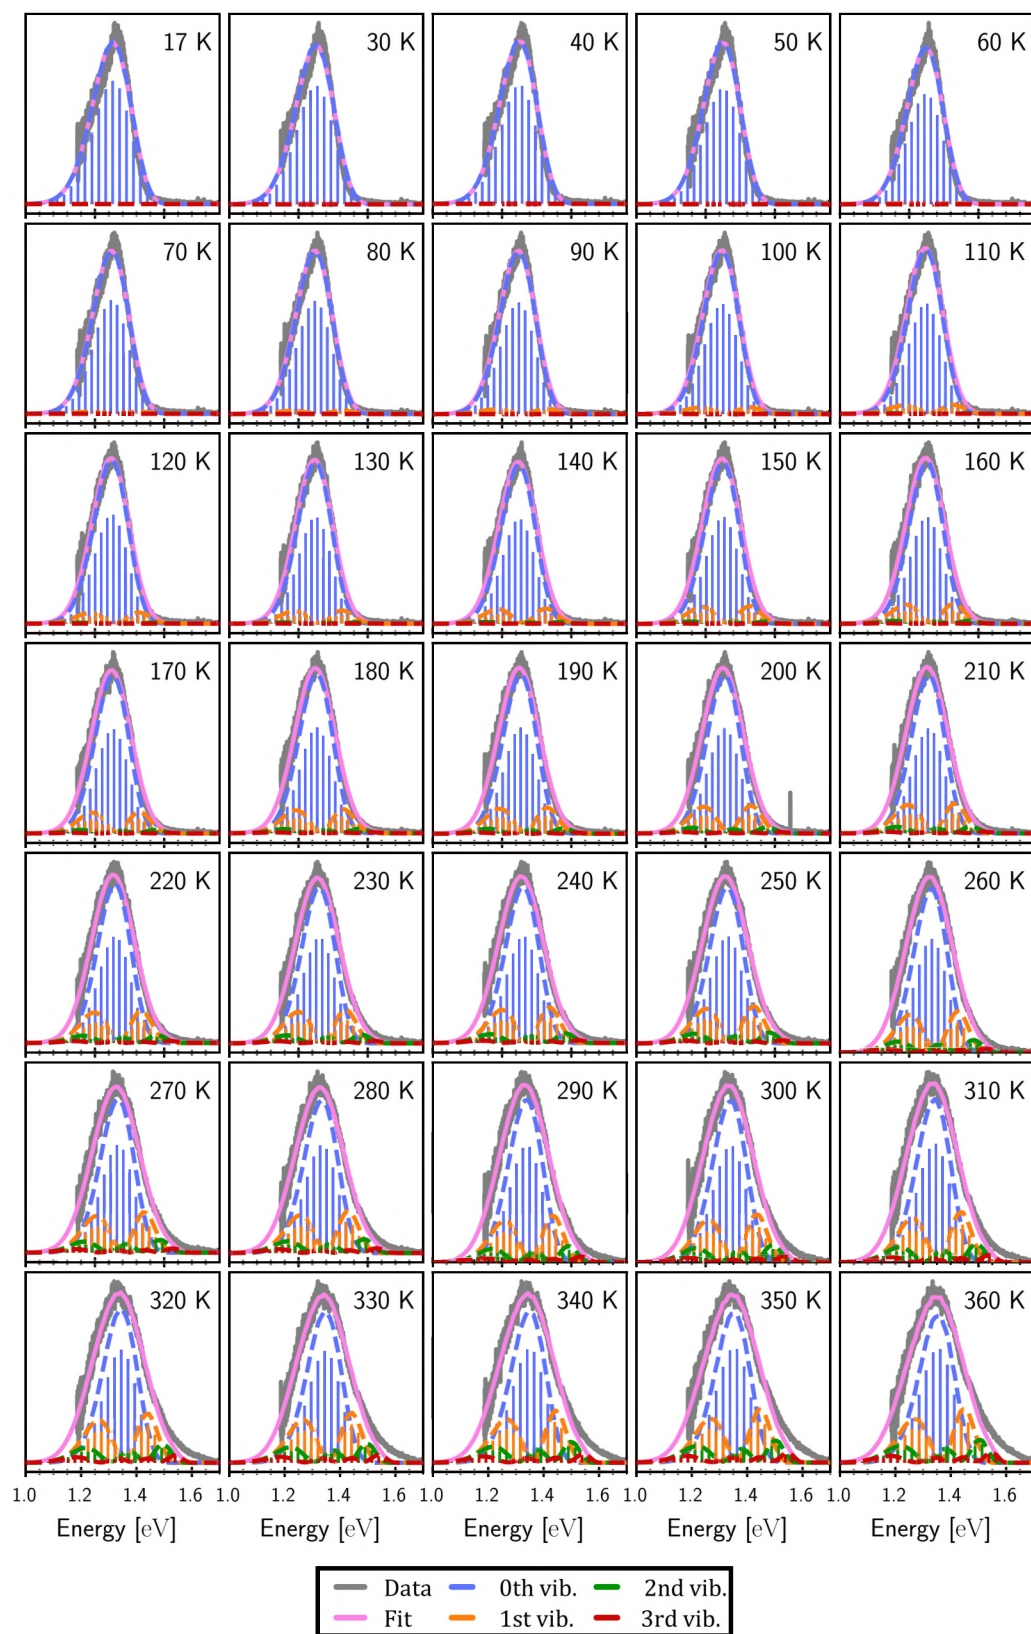 17 K 30 K 40 K 50 K 60 K
70 K 80 K 90 K 100 K 110 K
120 K 130 K 140 K 150 K 160 K
170 K 180 K 190 K 200 K 210 K
220 K 230 K 240 K 250 K 260 K
270 K 280 K 290 K 300 K 310 K
320 K 330 K 340 K 350 K 360 K
1.0 1.2 1.4 1.6 1.0 1.2 1.4 1.6 1.0 1.2 1.4 1.6 1.0 1.2 1.4 1.6 1.0 1.2 1.4 1.6
Energy [eV] Energy [eV] Energy [eV] Energy [eV] Energy [eV]
Data 0th vib. 2nd vib.
Fit 1st vib. 3rd vib.